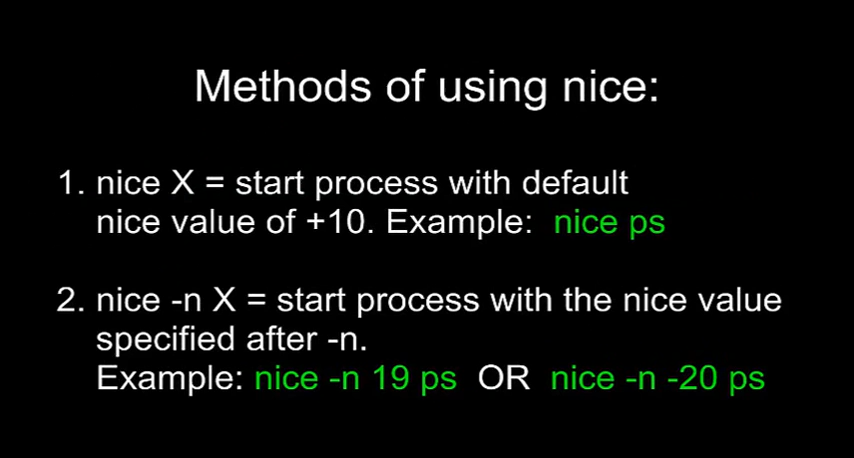 Methods of using nice:
1. nice X = start process with default
nice value of +10. Example: nice ps
2. nice -n X = start process with the nice value
specified after -n.
Example: nice -n 19 ps OR nice -n -20 ps